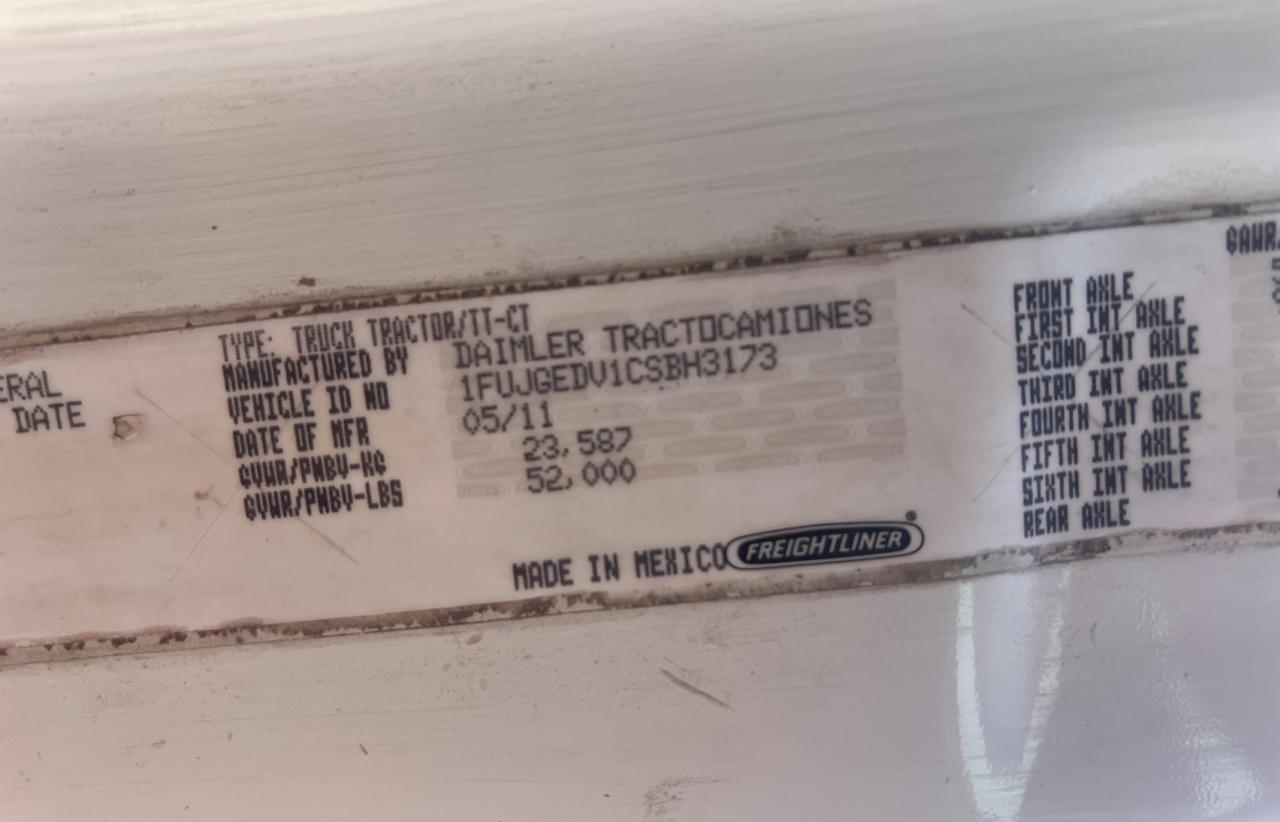 ERAL
DATE
TYPE: TRUCK TRACTOR/TT-CT
MANUFACTURED BY DAIMLER TRACTOCAMIONES
VEHICLE ID NO 1FUJGEDV1CSBH3173
DATE OF MFR 05/11
GVWR/PNBV-KG 23,587
GVWR/PNBV-LBS 52,000
MADE IN MEXICO FREIGHTLINER®
GAWR
FRONT AXLE
FIRST INT AXLE
SECOND INT AXLE
THIRD INT AXLE
FOURTH INT AXLE
FIFTH INT AXLE
SIXTH INT AXLE
REAR AXLE